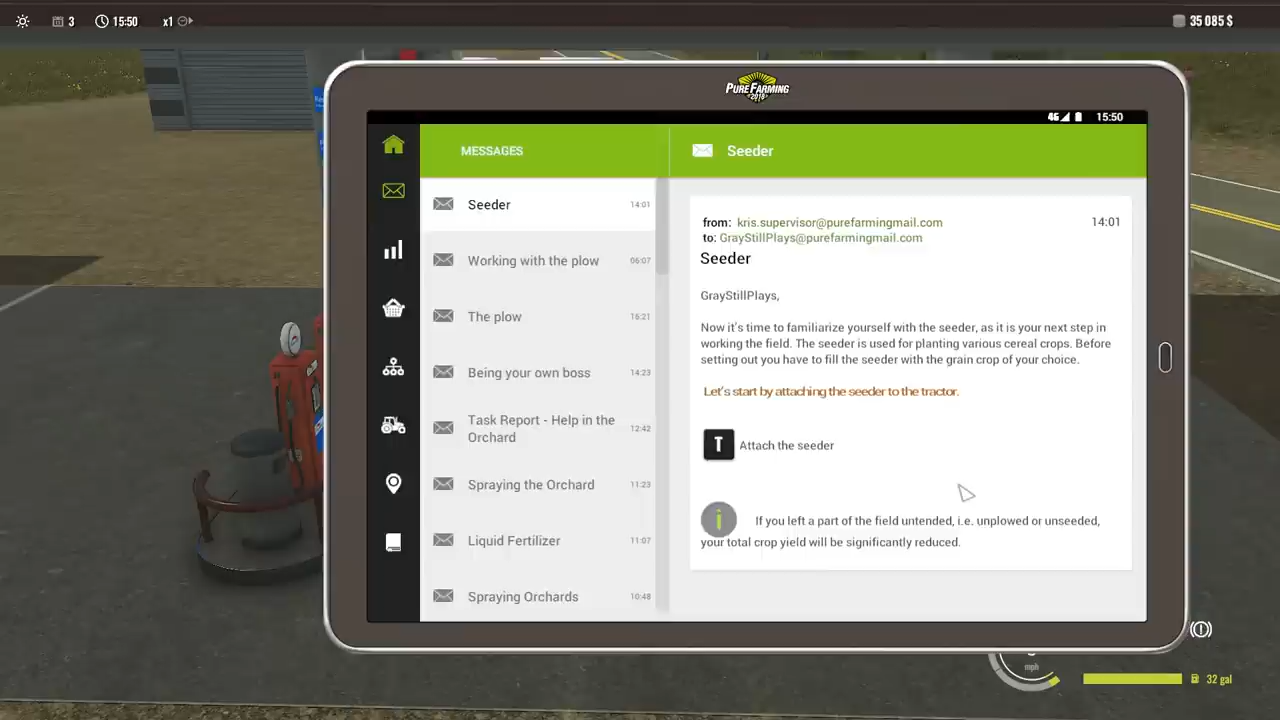 3
15:50
x1
35 085 $
PURE FARMING
2018
4G
15:50
MESSAGES
Seeder
Seeder
14:01
Working with the plow
06:07
The plow
16:21
Being your own boss
14:23
Task Report - Help in the
Orchard
12:42
Spraying the Orchard
11:23
Liquid Fertilizer
11:07
Spraying Orchards
10:48
from: kris.supervisor@purefarmingmail.com
14:01
to: GrayStillPlays@purefarmingmail.com
Seeder
GrayStillPlays,
Now it's time to familiarize yourself with the seeder, as it is your next step in
working the field. The seeder is used for planting various cereal crops. Before
setting out you have to fill the seeder with the grain crop of your choice.
Let's start by attaching the seeder to the tractor.
T Attach the seeder
i If you left a part of the field untended, i.e. unplowed or unseeded,
your total crop yield will be significantly reduced.
mph
32 gal